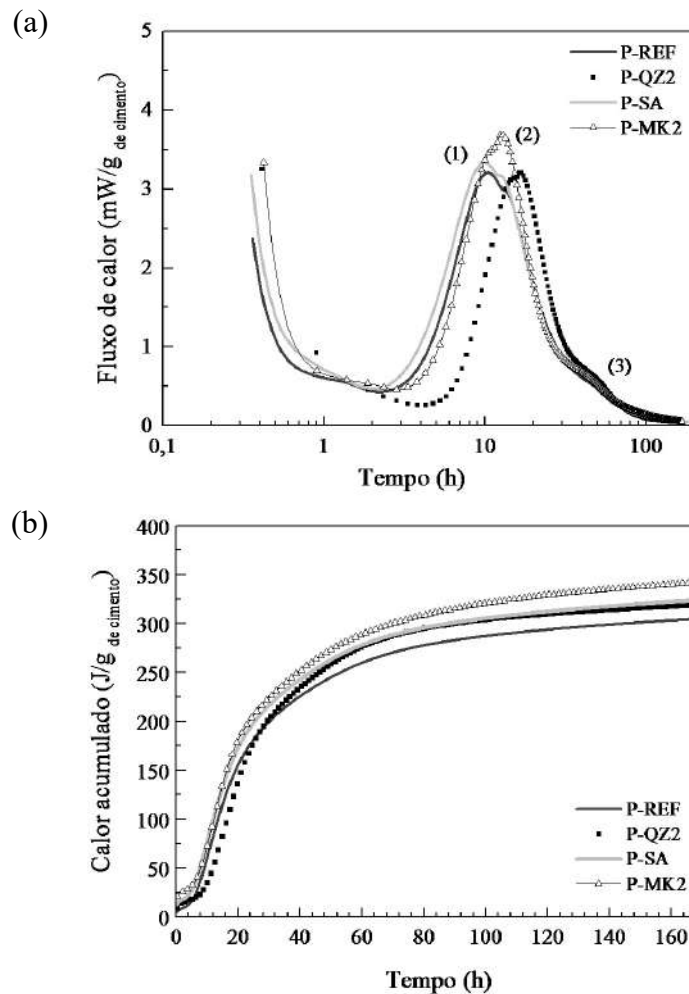 (a)
5
4
3
2
1
0
0,1
1
10
100
Fluxo de calor (mW/g de cimento)
Tempo (h)
P-REF
P-QZ2
P-SA
P-MK2
(1)
(2)
(3)
(b)
400
350
300
250
200
150
100
50
0
0
20
40
60
80
100
120
140
160
Calor acumulado (J/g de cimento)
P-REF
P-QZ2
P-SA
P-MK2
Tempo (h)